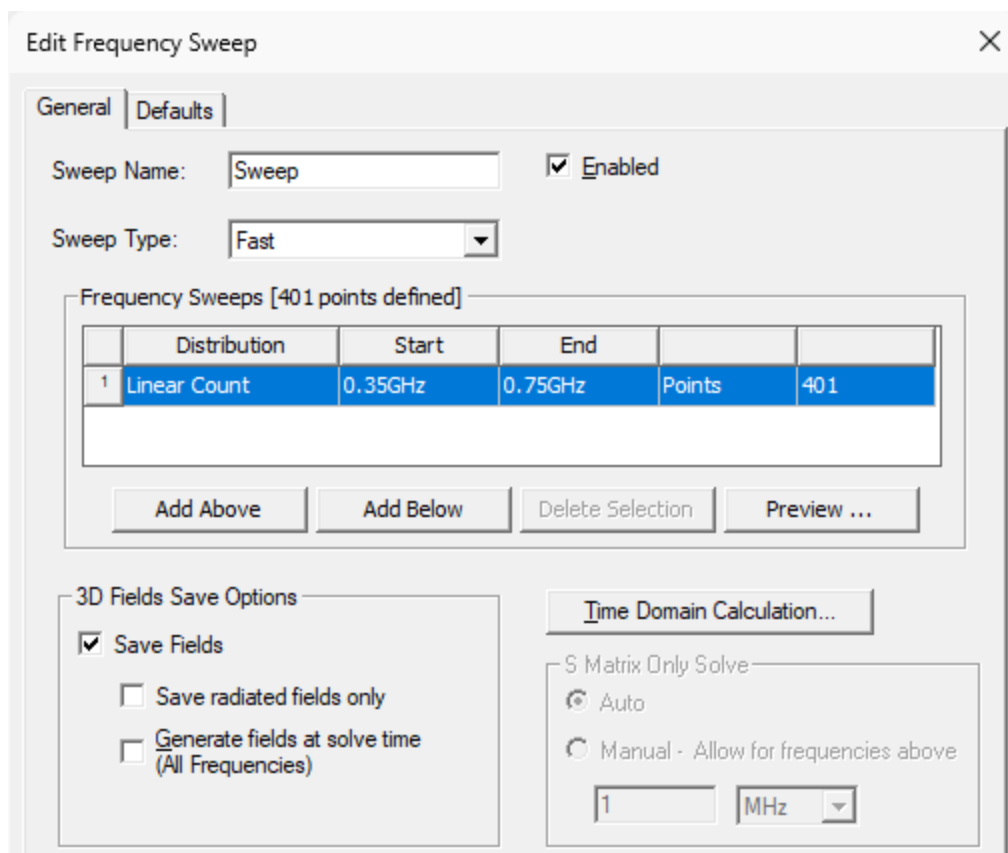 Edit Frequency Sweep
General Defaults
Sweep Name: Sweep Enabled
Sweep Type: Fast
Frequency Sweeps [401 points defined]
Distribution Start End
1 Linear Count 0.35GHz 0.75GHz Points 401
Add Above Add Below Delete Selection Preview ...
3D Fields Save Options
Save Fields
Save radiated fields only
Generate fields at solve time
(All Frequencies)
Time Domain Calculation...
S Matrix Only Solve
Auto
Manual - Allow for frequencies above
1 MHz